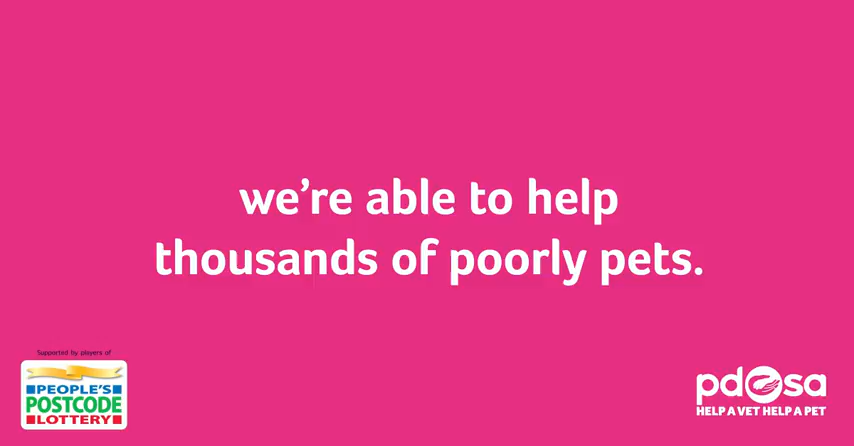 we're able to help
thousands of poorly pets.
Supported by players of
PEOPLE'S
POSTCODE
LOTTERY
pdsa
HELP A VET HELP A PET